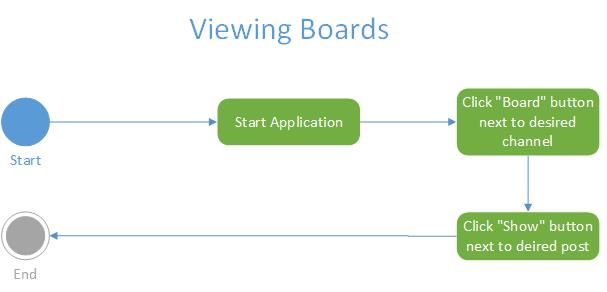 Viewing Boards
Start
Start Application
Click "Board" button
next to desired
channel
Click "Show" button
next to deired post
End